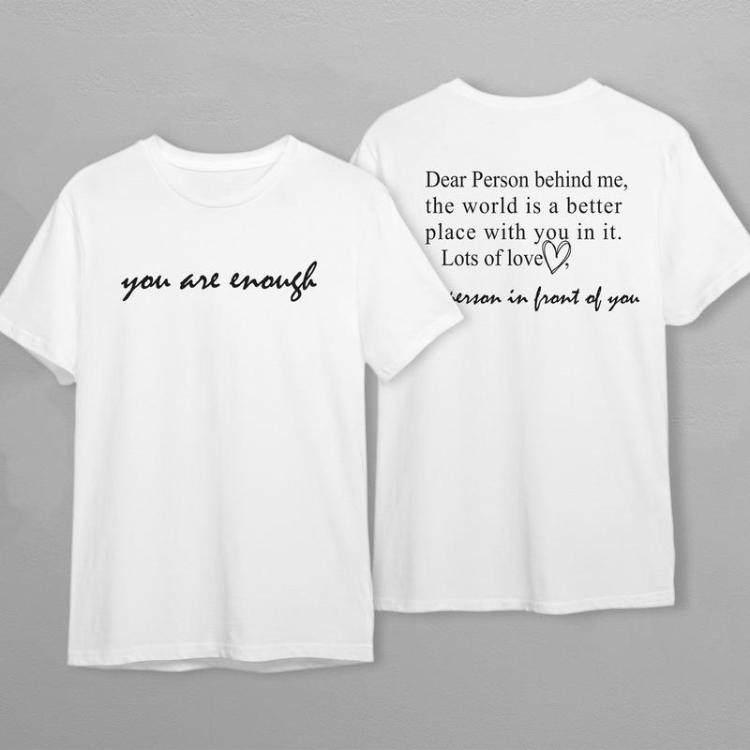 you are enough
Dear Person behind me,
the world is a better
place with you in it.
Lots of love,
person in front of you